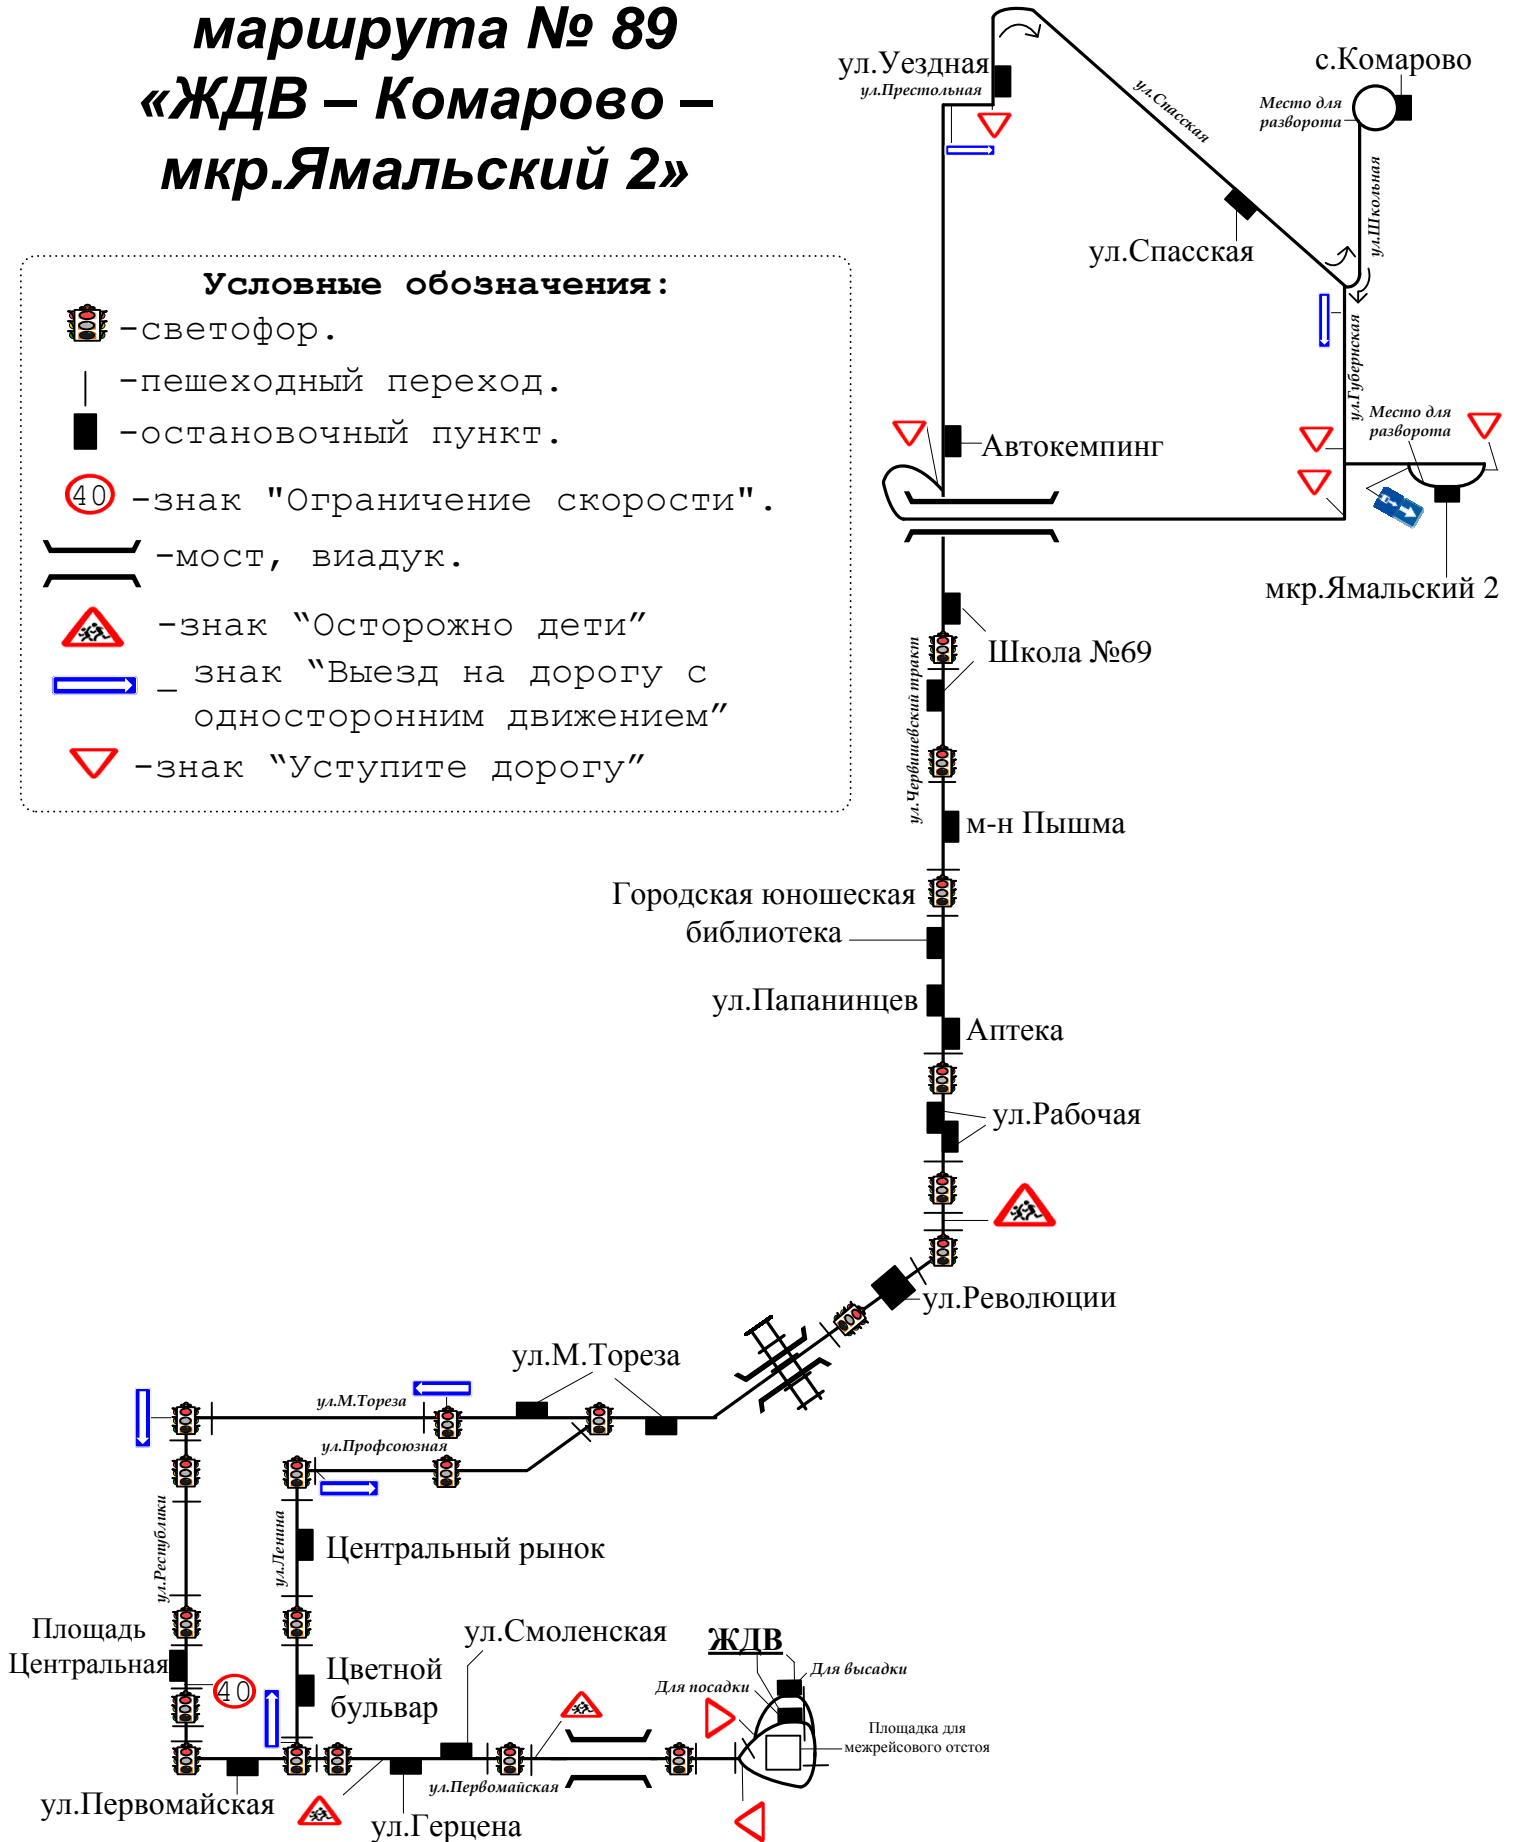 маршрута № 89
«ЖДВ – Комарово –
мкр.Ямальский 2»
Условные обозначения:
-светофор.
-пешеходный переход.
-остановочный пункт.
40 -знак "Ограничение скорости".
-мост, виадук.
-знак “Осторожно дети”
– знак “Выезд на дорогу с
односторонним движением”
-знак “Уступите дорогу”
ул.Уездная
ул.Престольная
ул.Спасская
с.Комарово
Место для
разворота
ул.Школьная
ул.Спасская
ул.Губернская
Место для
разворота
Автокемпинг
мкр.Ямальский 2
Школа №69
ул.Червишевский тракт
м-н Пышма
Городская юношеская
библиотека
ул.Папанинцев
Аптека
ул.Рабочая
ул.Революции
ул.М.Тореза
ул.М.Тореза
ул.Профсоюзная
ул.Республики
ул.Ленина
Центральный рынок
Площадь
Центральная
40
Цветной
бульвар
ул.Смоленская
ЖДВ
Для высадки
Для посадки
Площадка для
межрейсового отстоя
ул.Первомайская
ул.Первомайская
ул.Герцена